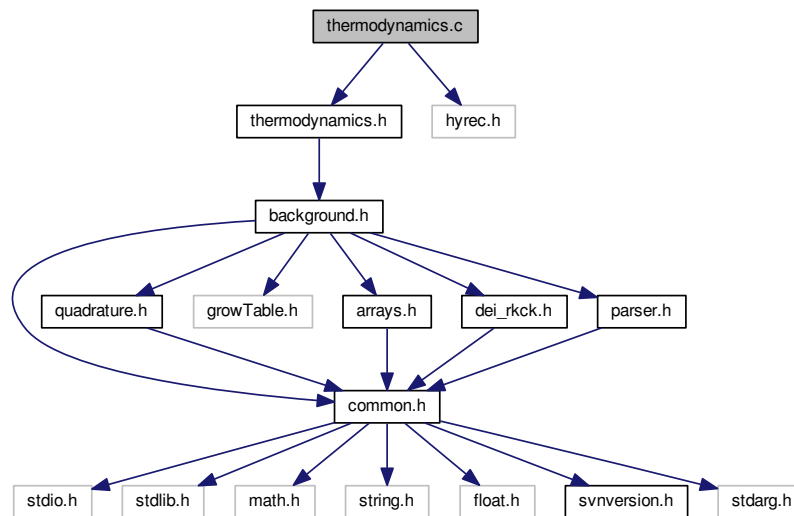 thermodynamics.c
thermodynamics.h
hyrec.h
background.h
quadrature.h
growTable.h
arrays.h
dei_rkck.h
parser.h
common.h
stdio.h
stdlib.h
math.h
string.h
float.h
svnversion.h
stdarg.h